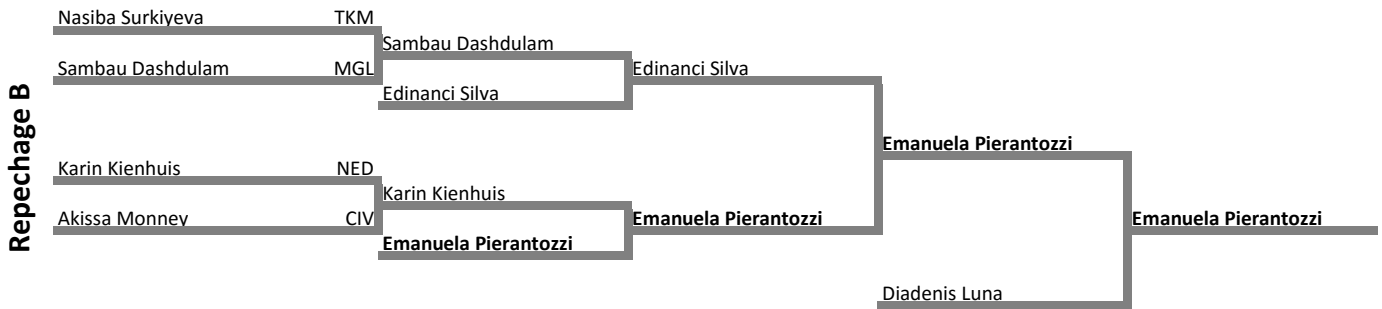 Repechage B
Nasiba Surkiyeva TKM
Sambau Dashdulam
Sambau Dashdulam MGL
Edinanci Silva
Edinanci Silva
Emanuela Pierantozzi
Karin Kienhuis NED
Karin Kienhuis
Akissa Monney CIV
Emanuela Pierantozzi
Emanuela Pierantozzi
Emanuela Pierantozzi
Diadenis Luna